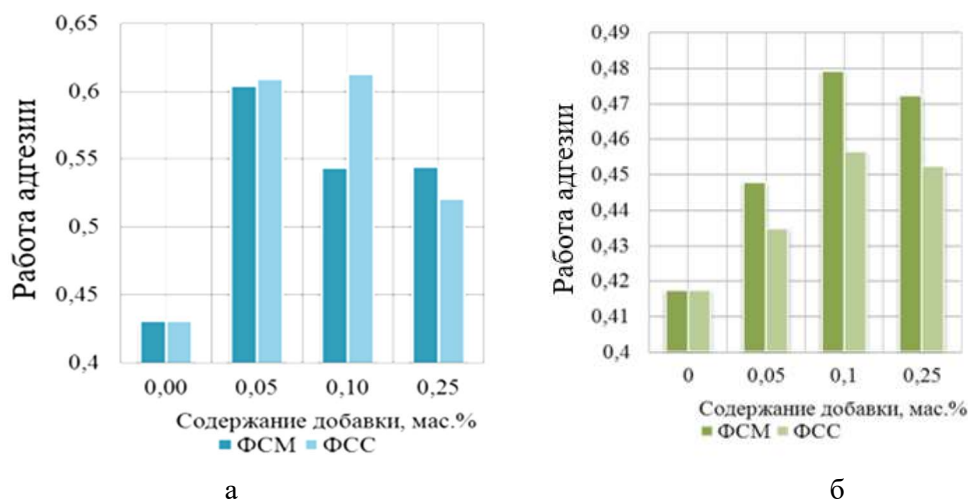 Работа адгезии
0,65
0,6
0,55
0,5
0,45
0,4
0,00 0,05 0,10 0,25
Содержание добавки, мас.%
ФСМ ФСС
а
Работа адгезии
0,49
0,48
0,47
0,46
0,45
0,44
0,43
0,42
0,41
0,4
0 0,05 0,1 0,25
Содержание добавки, мас.%
ФСМ ФСС
б